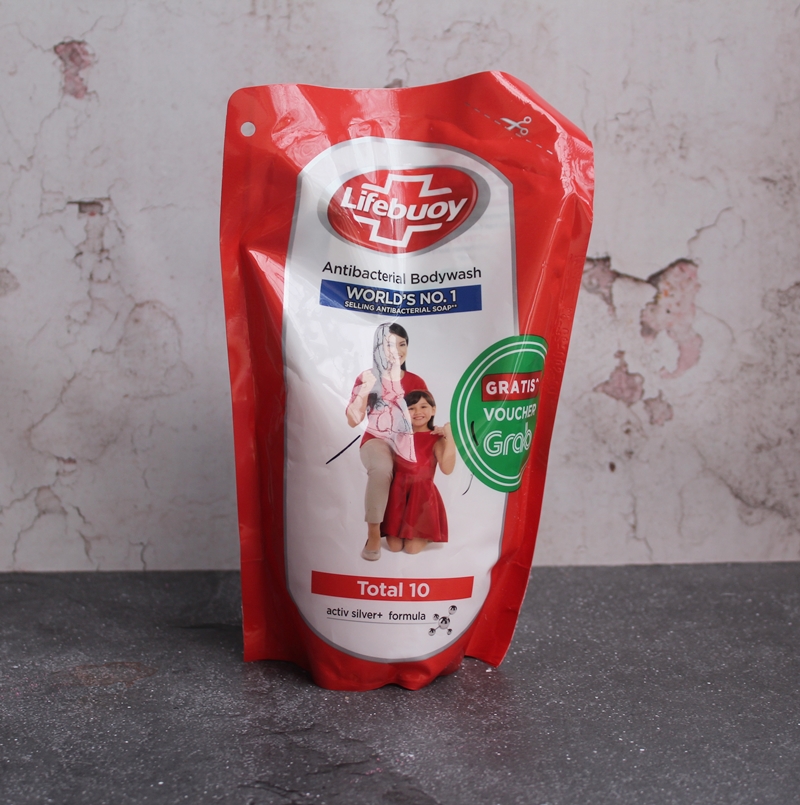 Lifebuoy
Antibacterial Bodywash
WORLD'S NO. 1
SELLING ANTIBACTERIAL SOAP**
GRATIS*
VOUCHER
Grab
Total 10
activ silver+ formula